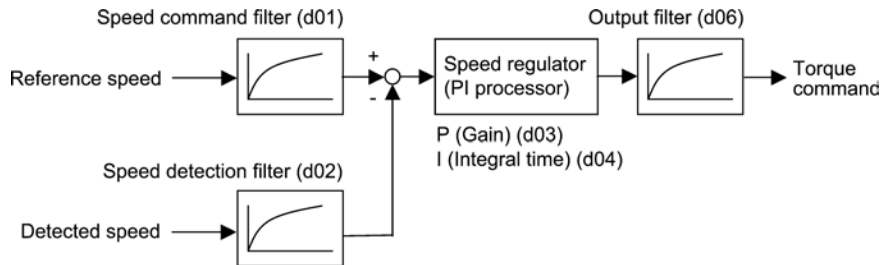 Speed command filter (d01)
Output filter (d06)
Reference speed
+
-
Speed regulator
(PI processor)
Torque
command
P (Gain) (d03)
I (Integral time) (d04)
Speed detection filter (d02)
Detected speed